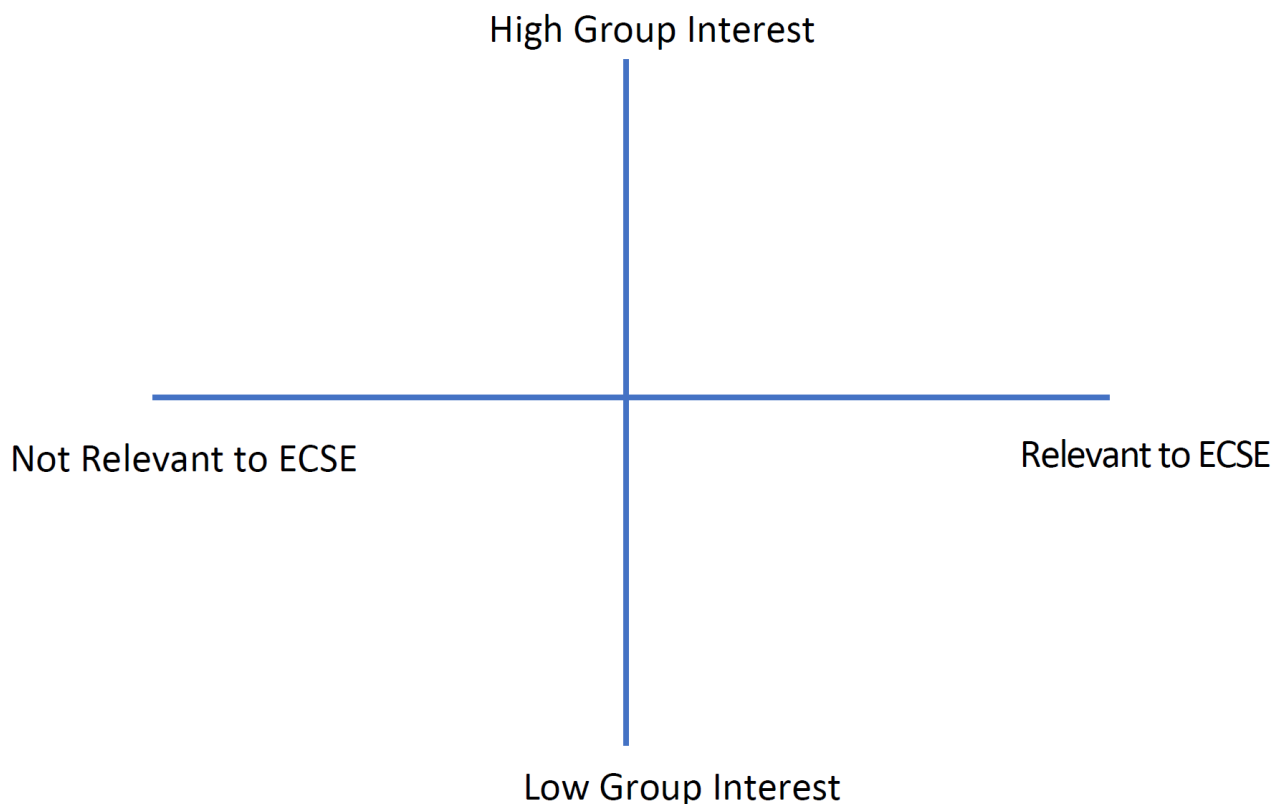 High Group Interest
Not Relevant to ECSE
Relevant to ECSE
Low Group Interest